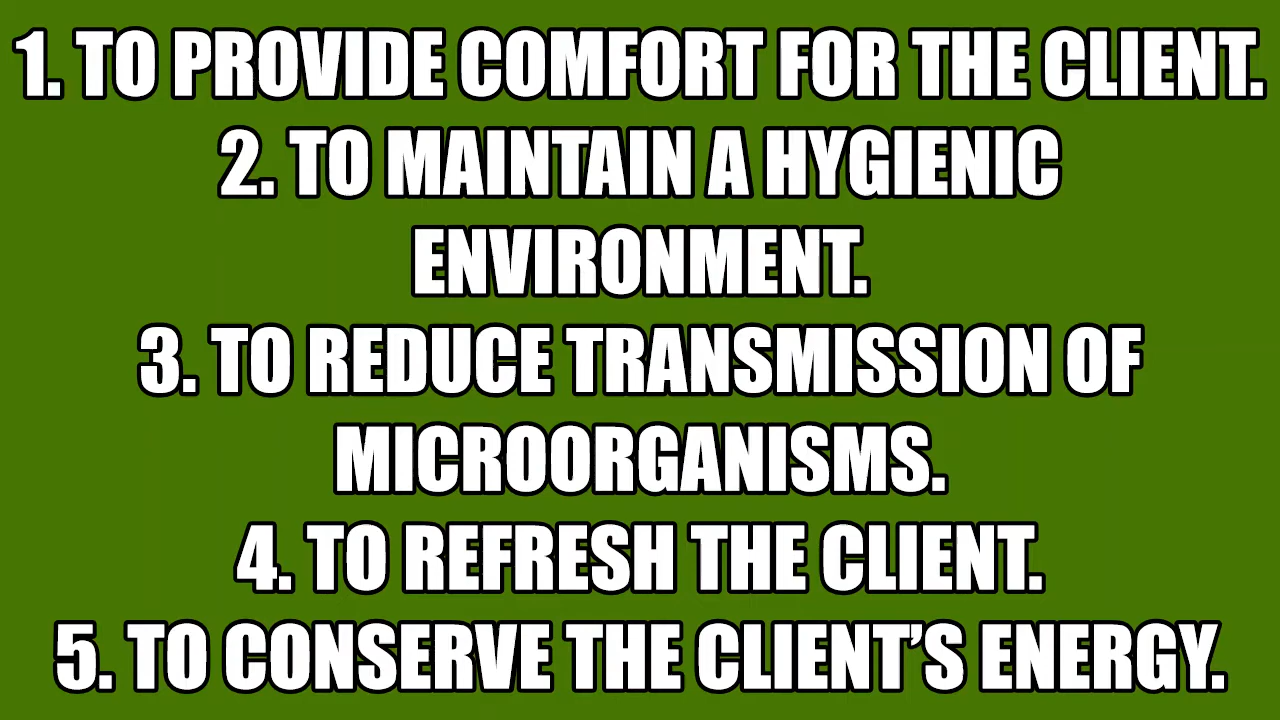 1. TO PROVIDE COMFORT FOR THE CLIENT.
2. TO MAINTAIN A HYGIENIC
ENVIRONMENT.
3. TO REDUCE TRANSMISSION OF
MICROORGANISMS.
4. TO REFRESH THE CLIENT.
5. TO CONSERVE THE CLIENT’S ENERGY.